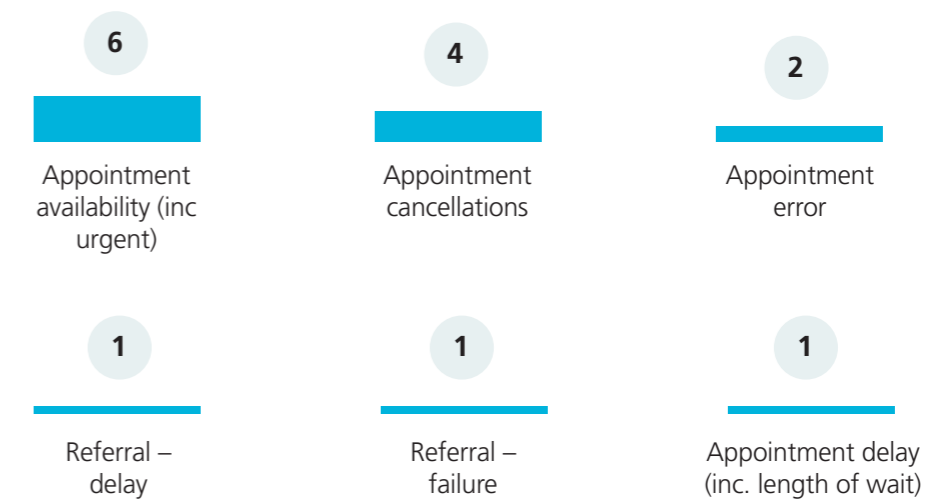 6
Appointment
availability (inc
urgent)
4
Appointment
cancellations
2
Appointment
error
1
Referral –
delay
1
Referral –
failure
1
Appointment delay
(inc. length of wait)